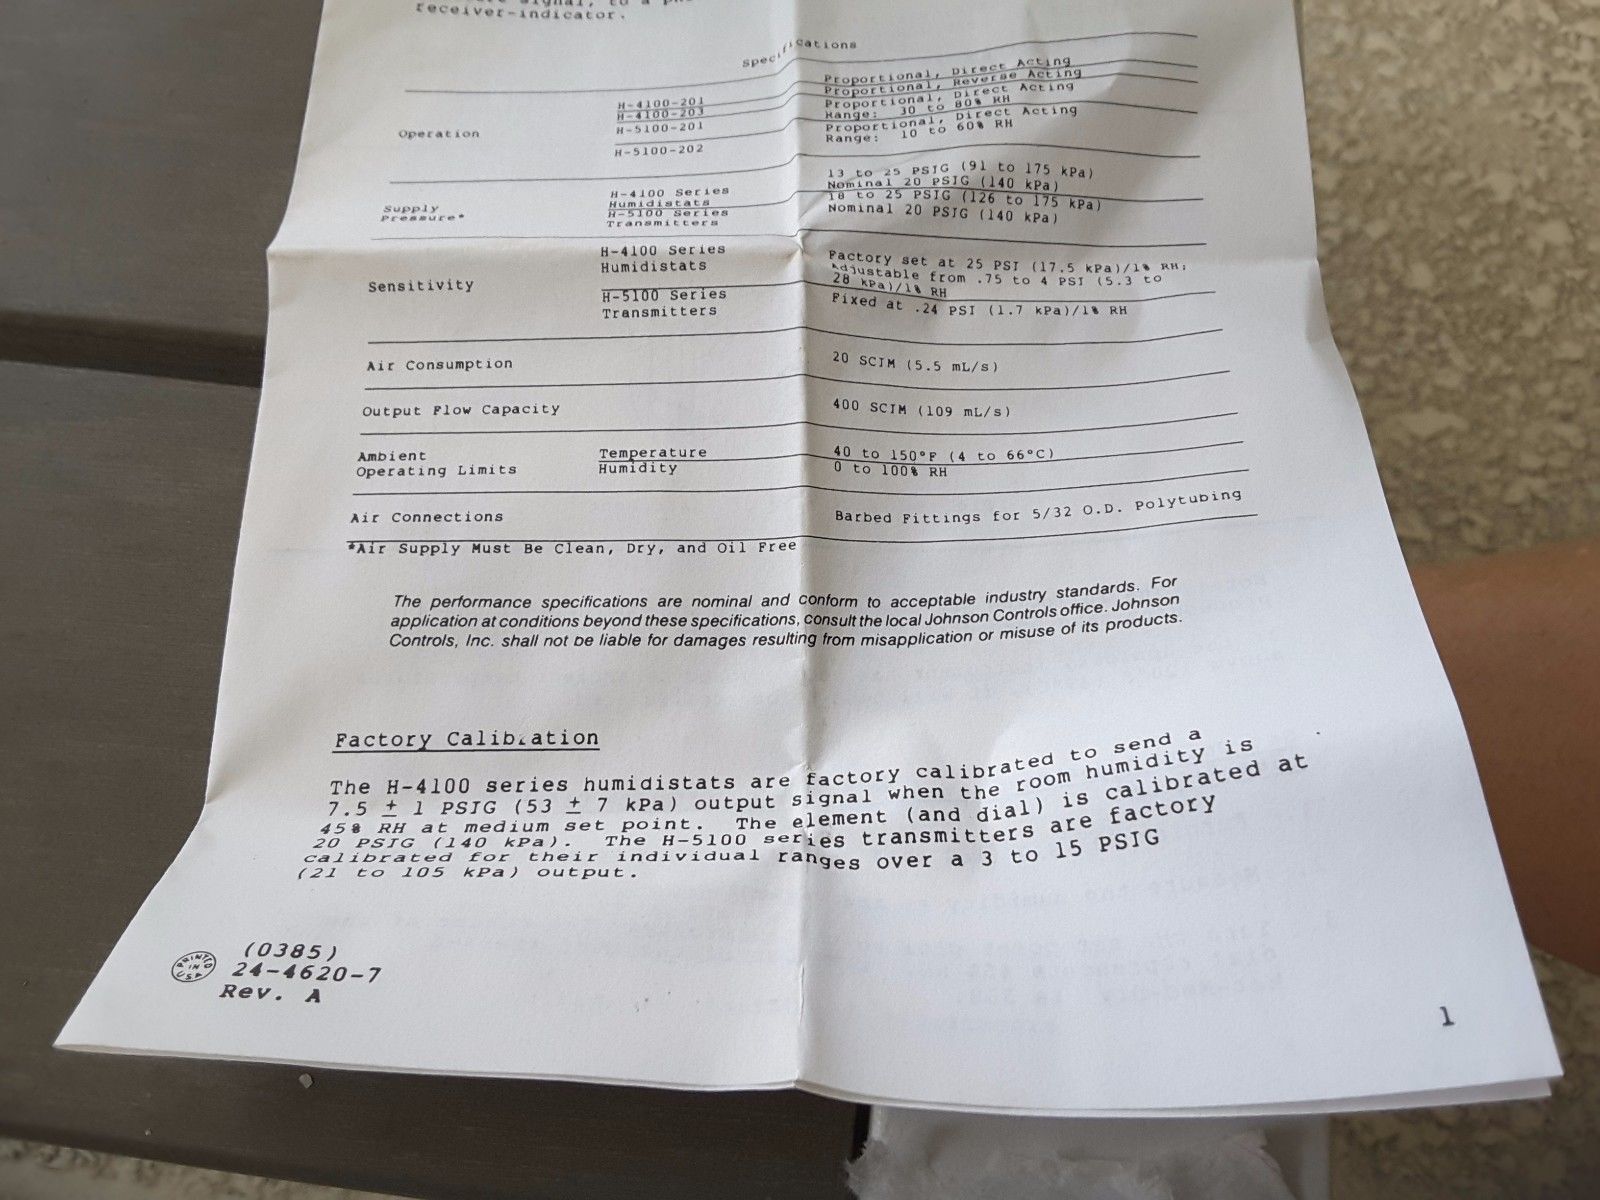 signal, to a
receiver-indicator.
Specifications
Operation
H-4100-201 Proportional, Direct Acting
H-4100-203 Proportional, Reverse Acting
H-5100-201 Proportional, Direct Acting
Range: 30 to 80% RH
H-5100-202 Proportional, Direct Acting
Range: 10 to 60% RH
Supply
Pressure*
H-4100 Series 13 to 25 PSIG (91 to 175 kPa)
Humidistats Nominal 20 PSIG (140 kPa)
H-5100 Series 18 to 25 PSIG (126 to 175 kPa)
Transmitters Nominal 20 PSIG (140 kPa)
Sensitivity
H-4100 Series Factory set at 25 PSI (17.5 kPa)/1% RH;
Humidistats Adjustable from .75 to 4 PSI (5.3 to
28 kPa)/1% RH
H-5100 Series Fixed at .24 PSI (1.7 kPa)/1% RH
Transmitters
Air Consumption 20 SCIM (5.5 mL/s)
Output Flow Capacity 400 SCIM (109 mL/s)
Ambient Temperature 40 to 150°F (4 to 66°C)
Operating Limits Humidity 0 to 100% RH
Air Connections Barbed Fittings for 5/32 O.D. Polytubing
*Air Supply Must Be Clean, Dry, and Oil Free
The performance specifications are nominal and conform to acceptable industry standards. For
application at conditions beyond these specifications, consult the local Johnson Controls office. Johnson
Controls, Inc. shall not be liable for damages resulting from misapplication or misuse of its products.
Factory Calibration
The H-4100 series humidistats are factory calibrated to send a
7.5 ± 1 PSIG (53 ± 7 kPa) output signal when the room humidity is
45% RH at medium set point. The element (and dial) is calibrated at
20 PSIG (140 kPa). The H-5100 series transmitters are factory
calibrated for their individual ranges over a 3 to 15 PSIG
(21 to 105 kPa) output.
PRINTED IN USA
(0385)
24-4620-7
Rev. A
1